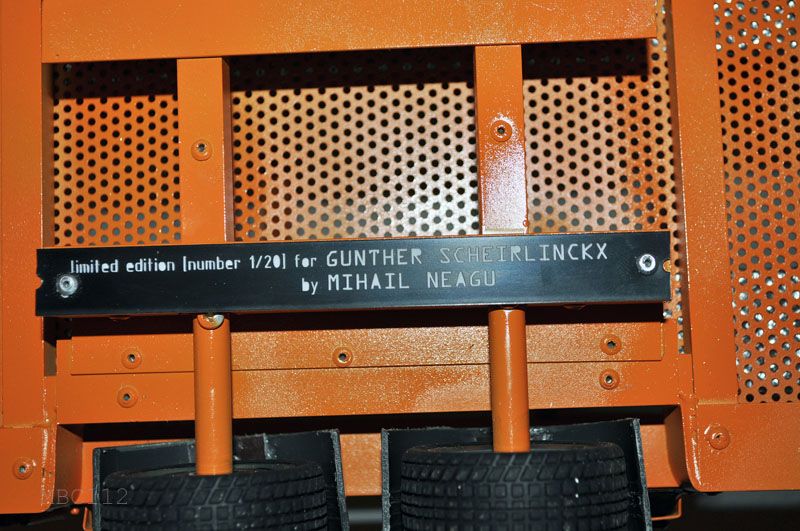 limited edition [number 1/20] for GUNTHER SCHEIRLINCKX
by MIHAIL NEAGU